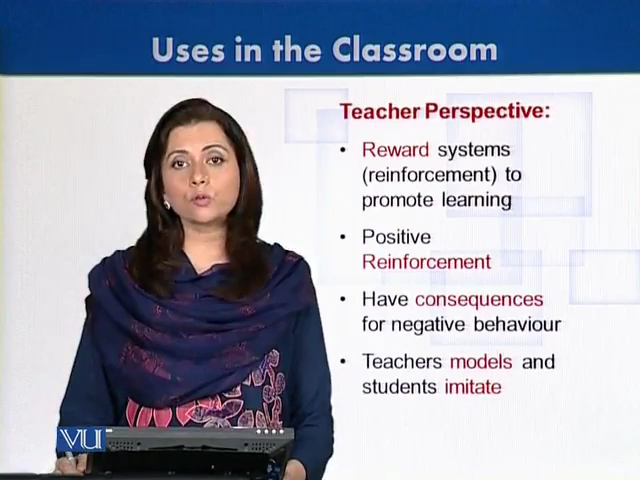 Uses in the Classroom
Teacher Perspective:
• Reward systems
(reinforcement) to
promote learning
• Positive
Reinforcement
• Have consequences
for negative behaviour
• Teachers models and
students imitate
VU